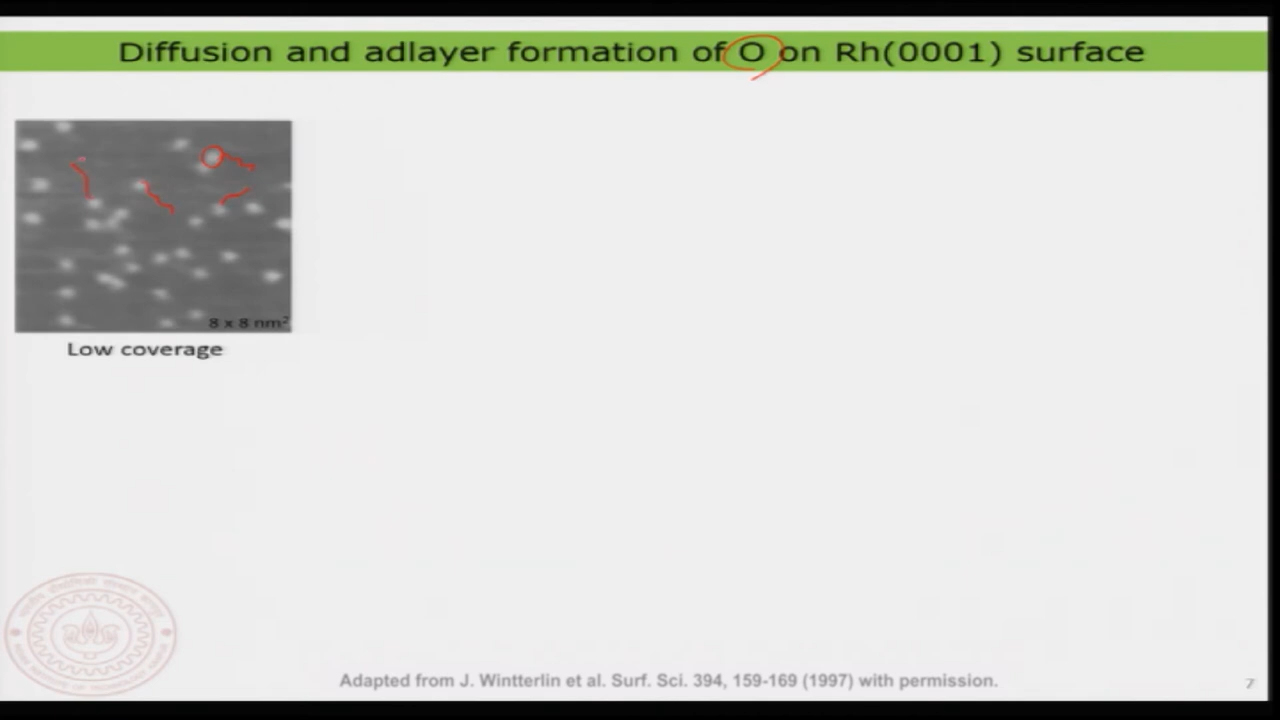 Diffusion and adlayer formation of O on Rh(0001) surface
8 x 8 nm²
Low coverage
Adapted from J. Wintterlin et al. Surf. Sci. 394, 159-169 (1997) with permission.
7